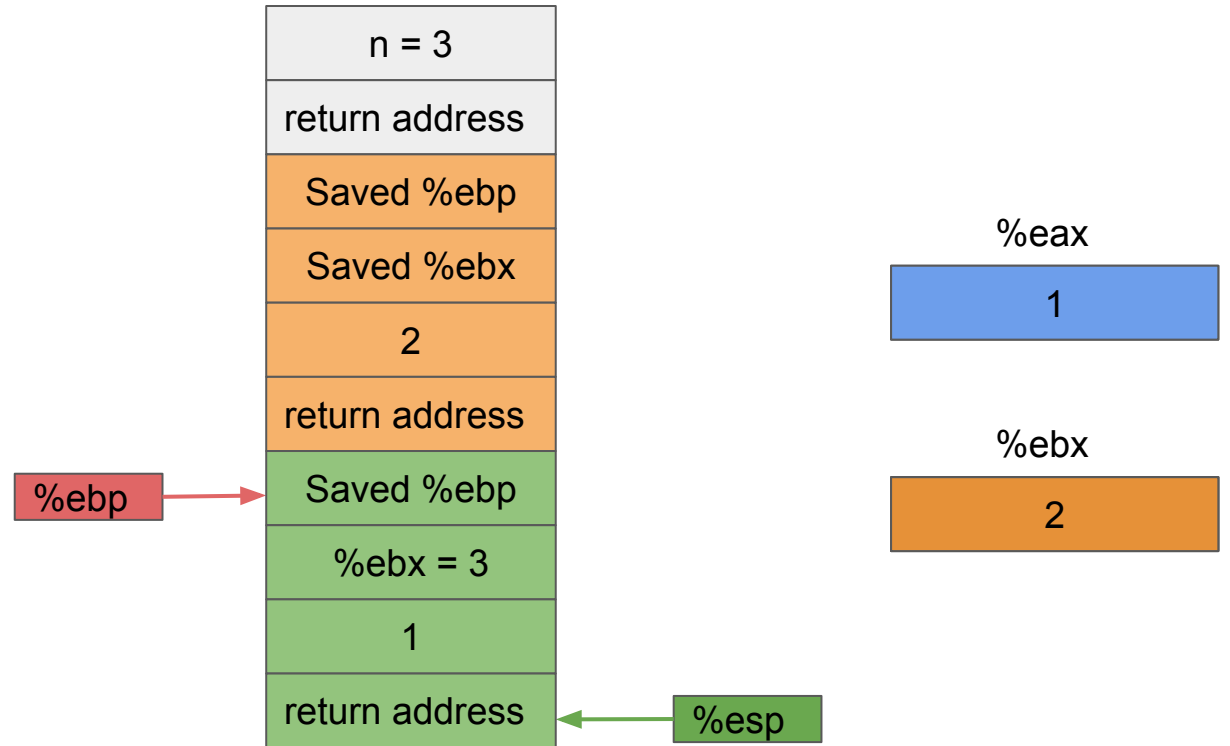 n = 3
return address
Saved %ebp
Saved %ebx
2
return address
Saved %ebp
%ebx = 3
1
return address
%ebp
%esp
%eax
1
%ebx
2